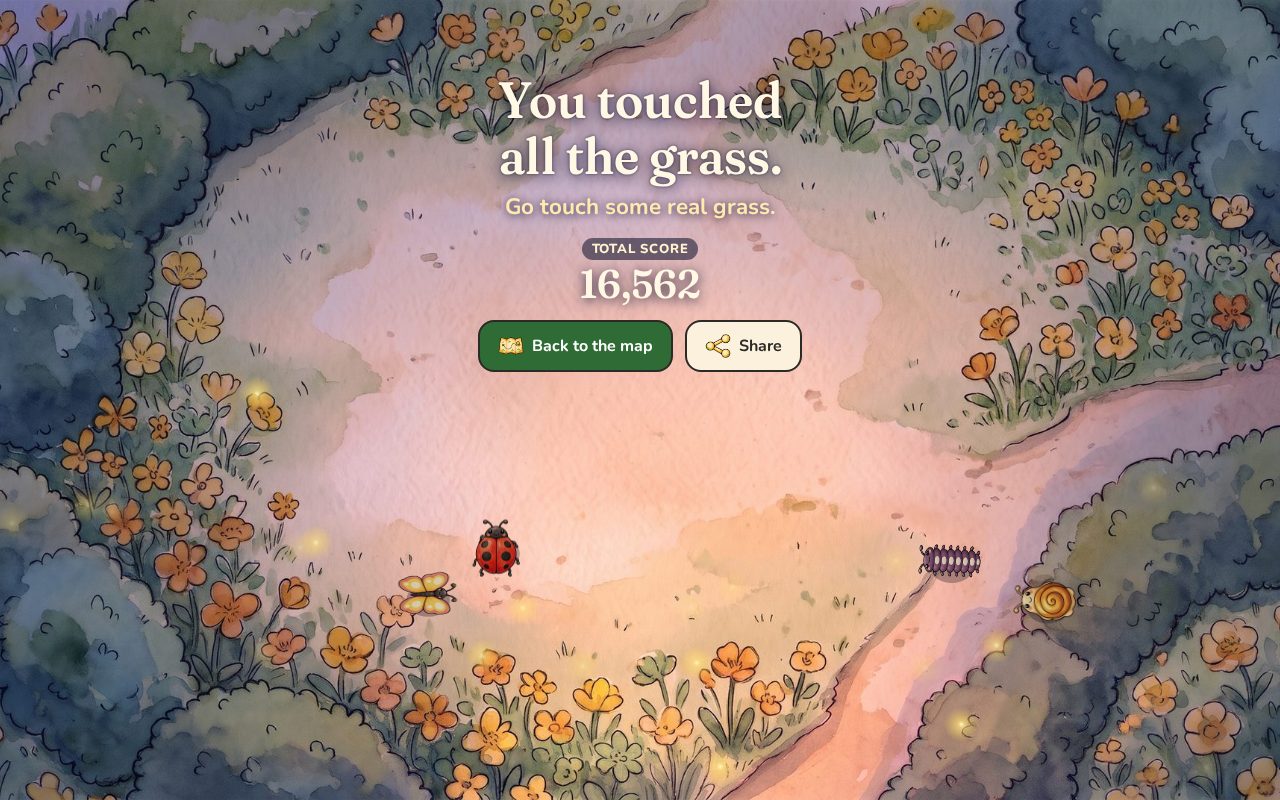 You touched
all the grass.
Go touch some real grass.
TOTAL SCORE
16,562
Back to the map
Share